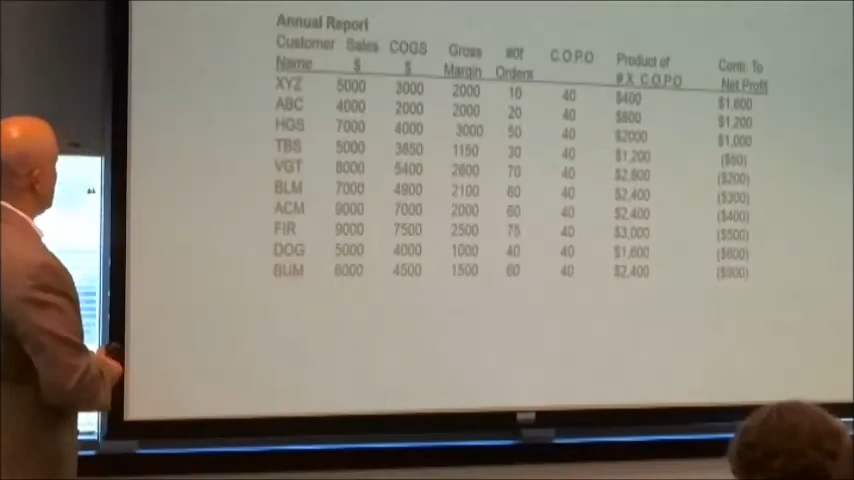 Annual Report
Customer Sales COGS Gross #of C.O.P.O Product of Contr. To
Name $ $ Margin Orders # X C.O.P.O Net Profit
XYZ 5000 3000 2000 10 40 $400 $1,600
ABC 4000 2000 2000 20 40 $800 $1,200
HGS 7000 4000 3000 50 40 $2000 $1,000
TBS 5000 3850 1150 30 40 $1,200 ($50)
VGT 8000 5400 2600 70 40 $2,800 ($200)
BLM 7000 4900 2100 60 40 $2,400 ($300)
ACM 9000 7000 2000 60 40 $2,400 ($400)
FIR 9000 7500 2500 75 40 $3,000 ($500)
DOG 5000 4000 1000 40 40 $1,600 ($600)
BUM 6000 4500 1500 60 40 $2,400 ($900)